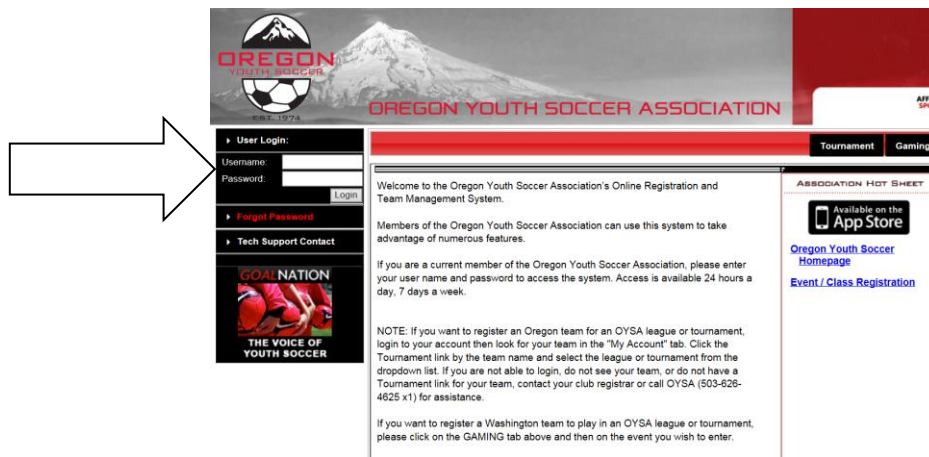 OREGON
YOUTH SOCCER
EST. 1974
OREGON YOUTH SOCCER ASSOCIATION
AFF
SPO
User Login:
Username:
Password:
Login
Forgot Password
Tech Support Contact
GOALNATION
THE VOICE OF
YOUTH SOCCER
Tournament Gaming
Welcome to the Oregon Youth Soccer Association's Online Registration and
Team Management System.
Members of the Oregon Youth Soccer Association can use this system to take
advantage of numerous features.
If you are a current member of the Oregon Youth Soccer Association, please enter
your user name and password to access the system. Access is available 24 hours a
day, 7 days a week.
NOTE: If you want to register an Oregon team for an OYSA league or tournament,
login to your account then look for your team in the "My Account" tab. Click the
Tournament link by the team name and select the league or tournament from the
dropdown list. If you are not able to login, do not see your team, or do not have a
Tournament link for your team, contact your club registrar or call OYSA (503-626-
4625 x1) for assistance.
If you want to register a Washington team to play in an OYSA league or tournament,
please click on the GAMING tab above and then on the event you wish to enter.
ASSOCIATION HOT SHEET
Available on the
App Store
Oregon Youth Soccer
Homepage
Event / Class Registration